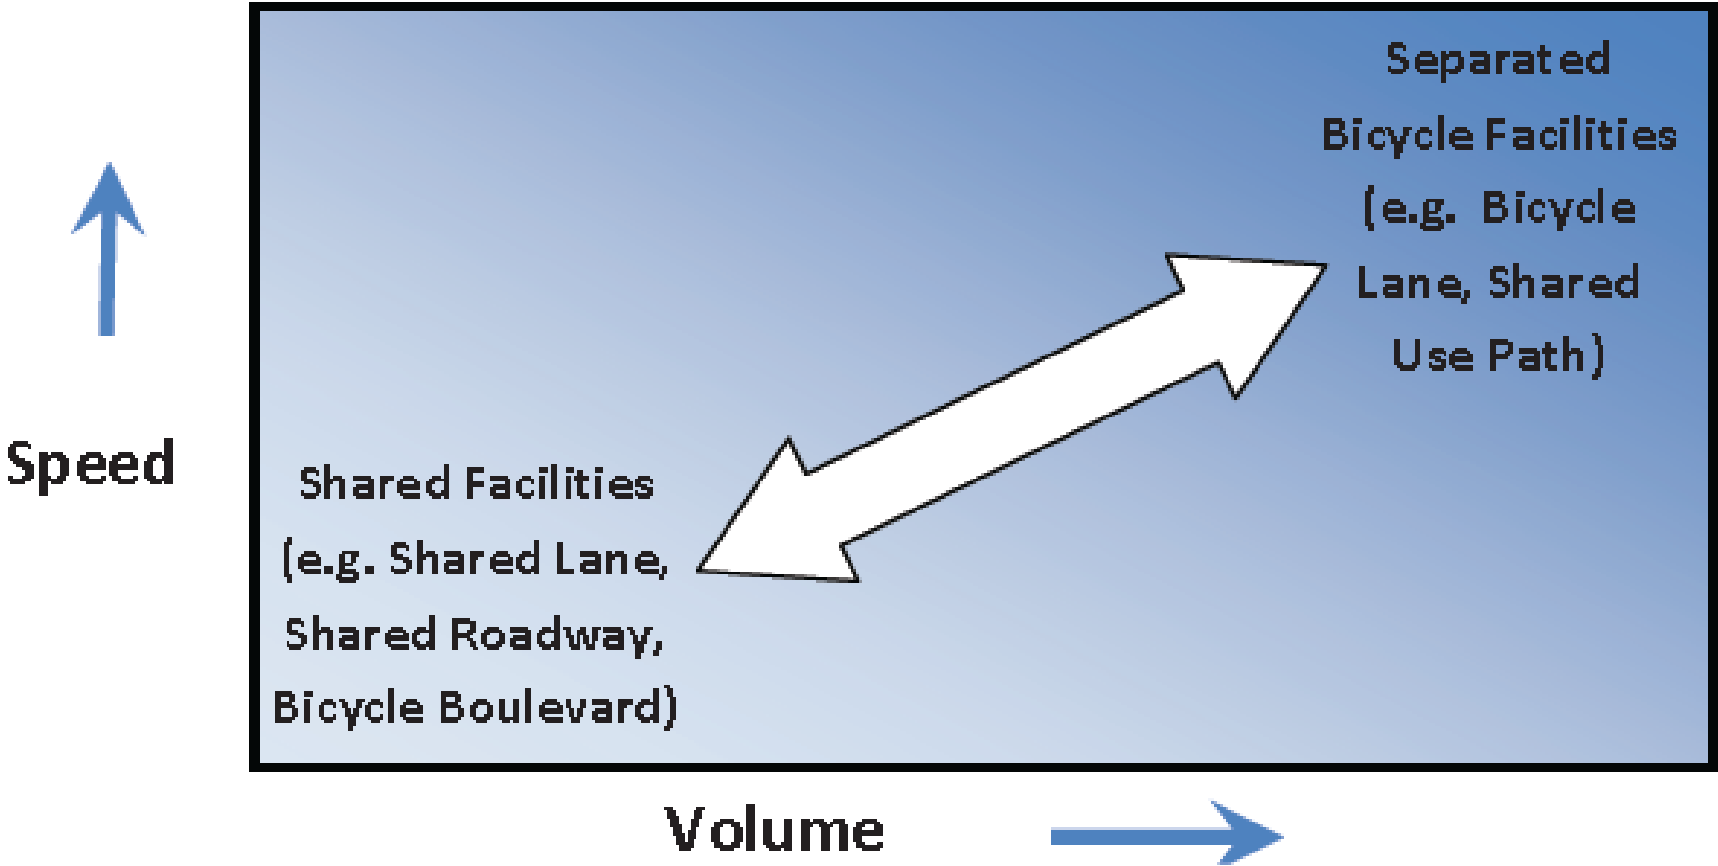 Separated
Bicycle Facilities
(e.g. Bicycle
Lane, Shared
Use Path)
Speed
Shared Facilities
(e.g. Shared Lane,
Shared Roadway,
Bicycle Boulevard)
Volume